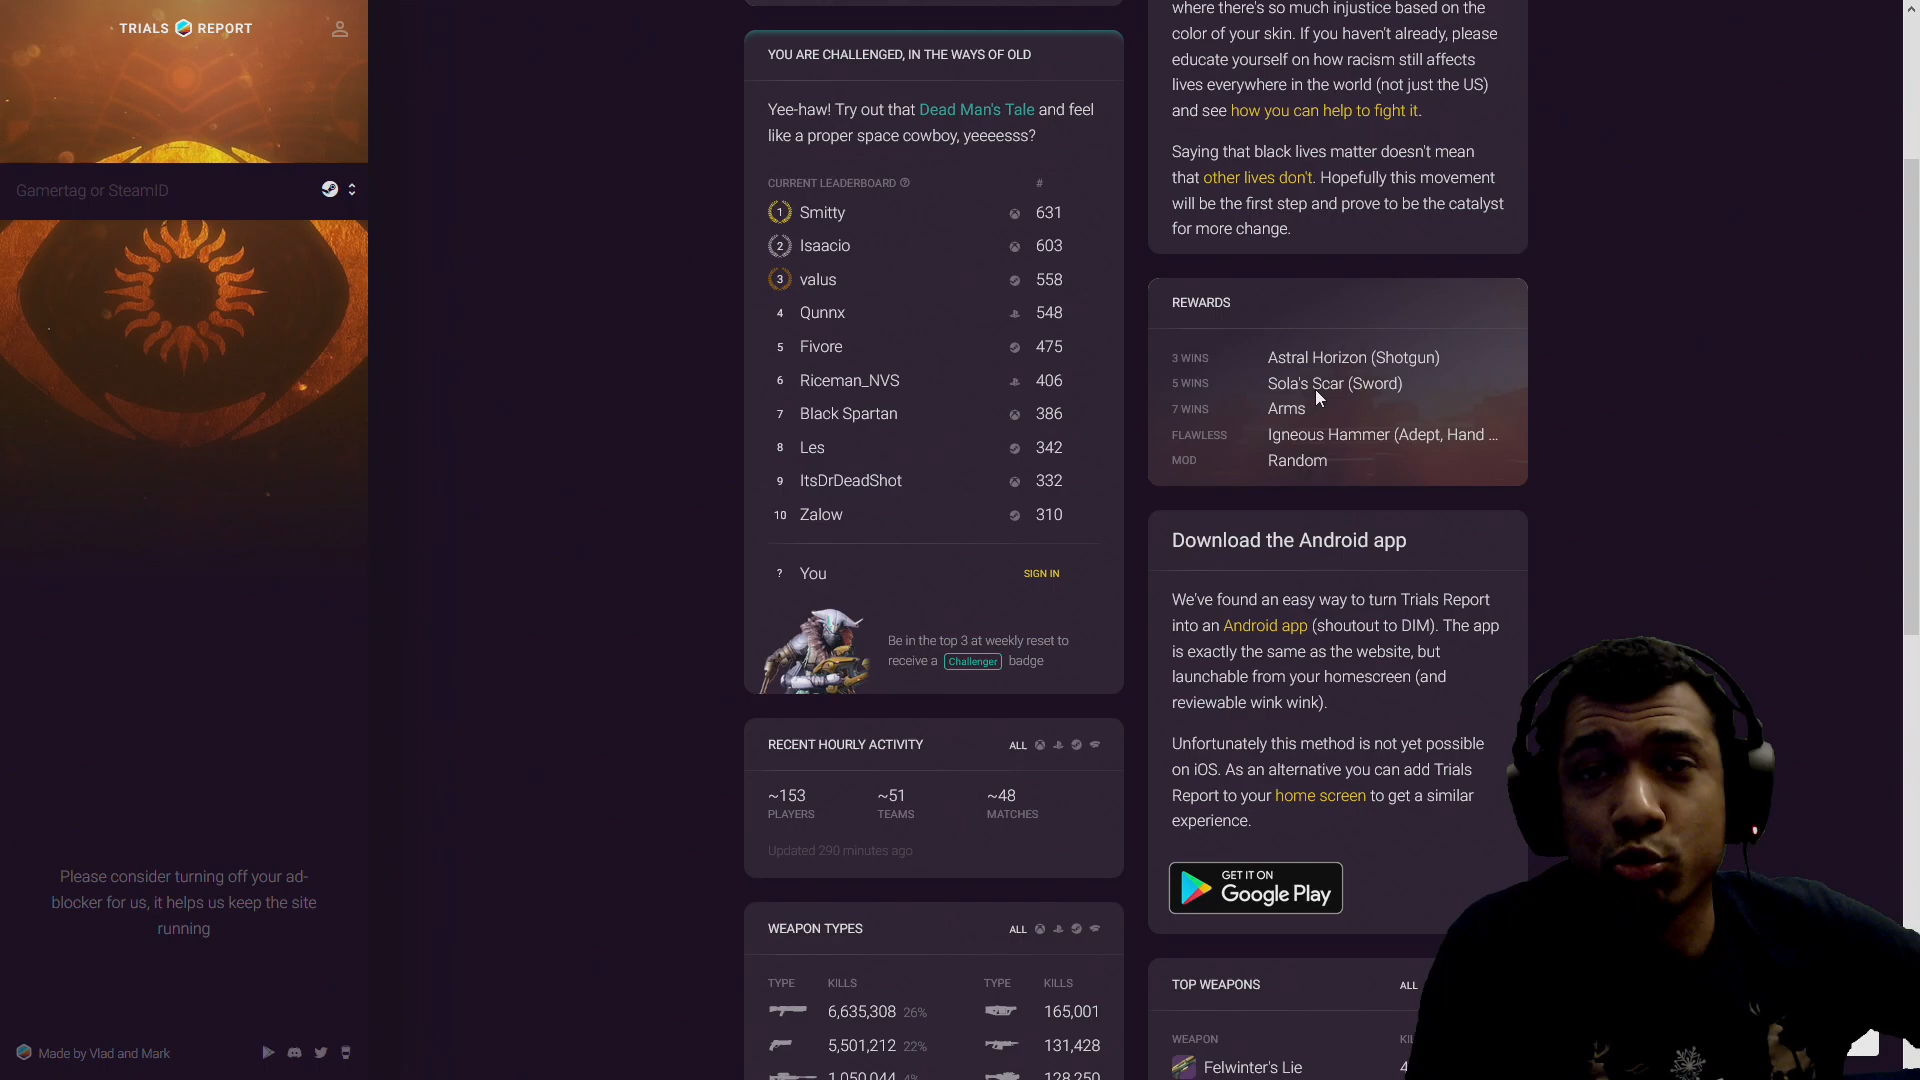 TRIALS REPORT
Gamertag or SteamID
Please consider turning off your ad-
blocker for us, it helps us keep the site
running
Made by Vlad and Mark
YOU ARE CHALLENGED, IN THE WAYS OF OLD
Yee-haw! Try out that Dead Man's Tale and feel
like a proper space cowboy, yeeeesss?
CURRENT LEADERBOARD #
1 Smitty 631
2 Isaacio 603
3 valus 558
4 Qunnx 548
5 Fivore 475
6 Riceman_NVS 406
7 Black Spartan 386
8 Les 342
9 ItsDrDeadShot 332
10 Zalow 310
? You SIGN IN
Be in the top 3 at weekly reset to
receive a Challenger badge
RECENT HOURLY ACTIVITY ALL
~153 ~51 ~48
PLAYERS TEAMS MATCHES
Updated 290 minutes ago
WEAPON TYPES ALL
TYPE KILLS TYPE KILLS
6,635,308 26% 165,001
5,501,212 22% 131,428
1,050,044 4% 128,250
where there's so much injustice based on the
color of your skin. If you haven't already, please
educate yourself on how racism still affects
lives everywhere in the world (not just the US)
and see how you can help to fight it.
Saying that black lives matter doesn't mean
that other lives don't. Hopefully this movement
will be the first step and prove to be the catalyst
for more change.
REWARDS
3 WINS Astral Horizon (Shotgun)
5 WINS Sola's Scar (Sword)
7 WINS Arms
FLAWLESS Igneous Hammer (Adept, Hand ...
MOD Random
Download the Android app
We've found an easy way to turn Trials Report
into an Android app (shoutout to DIM). The app
is exactly the same as the website, but
launchable from your homescreen (and
reviewable wink wink).
Unfortunately this method is not yet possible
on iOS. As an alternative you can add Trials
Report to your home screen to get a similar
experience.
GET IT ON
Google Play
TOP WEAPONS ALL
WEAPON
Felwinter's Lie